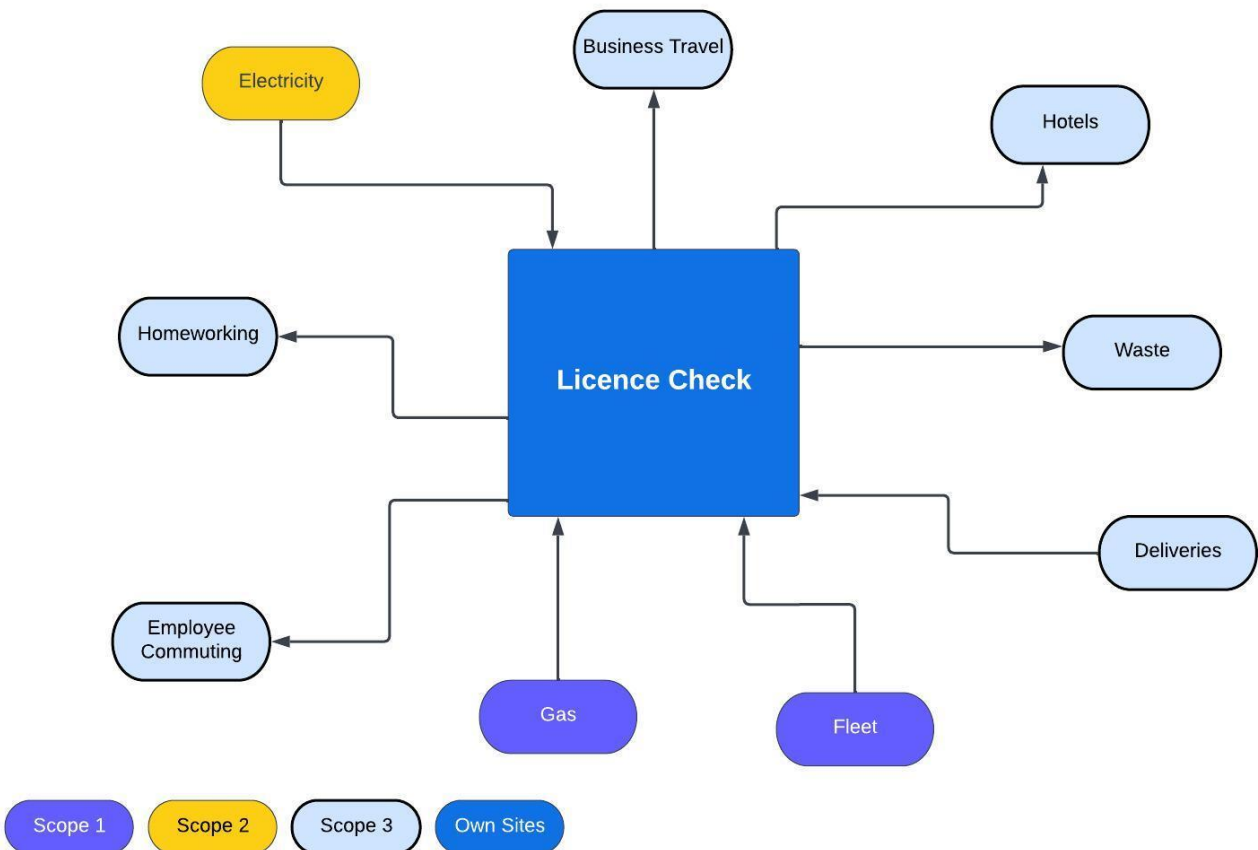 Business Travel
Electricity
Hotels
Homeworking
Waste
Licence Check
Deliveries
Employee
Commuting
Gas
Fleet
Scope 1
Scope 2
Scope 3
Own Sites